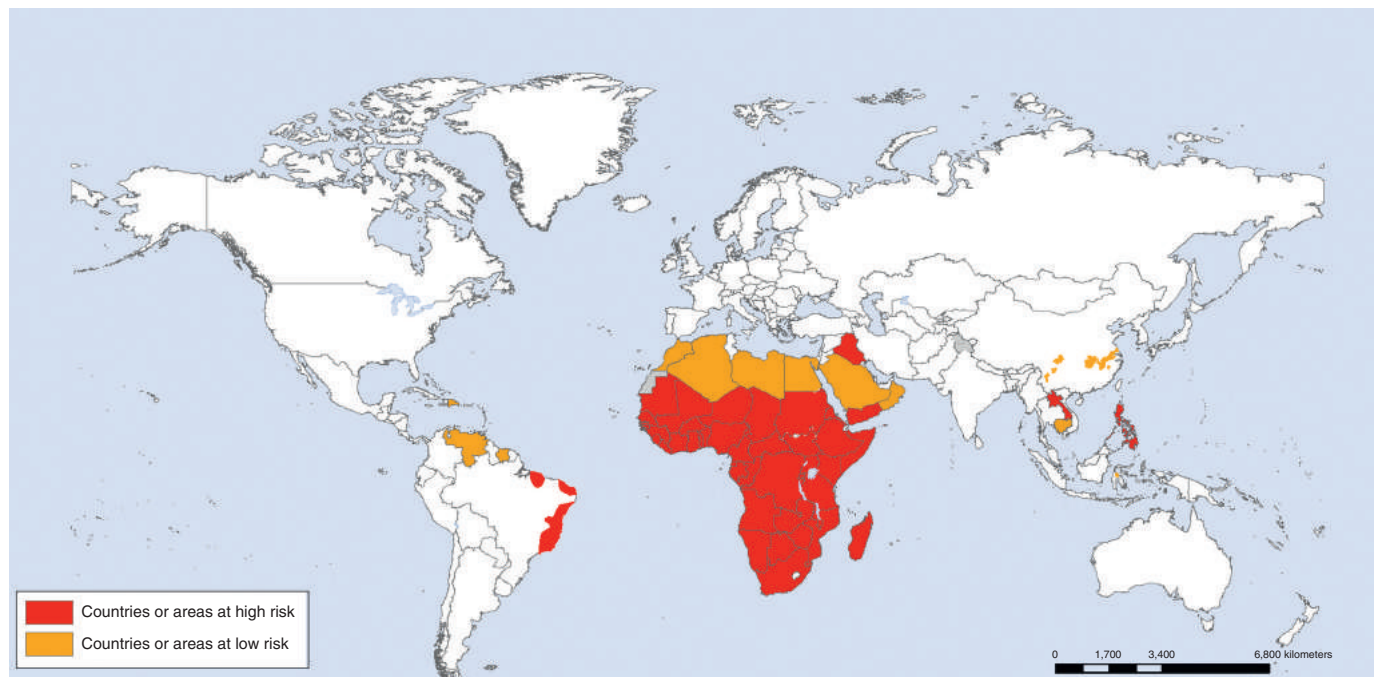 Countries or areas at high risk
Countries or areas at low risk
0 1,700 3,400 6,800 kilometers